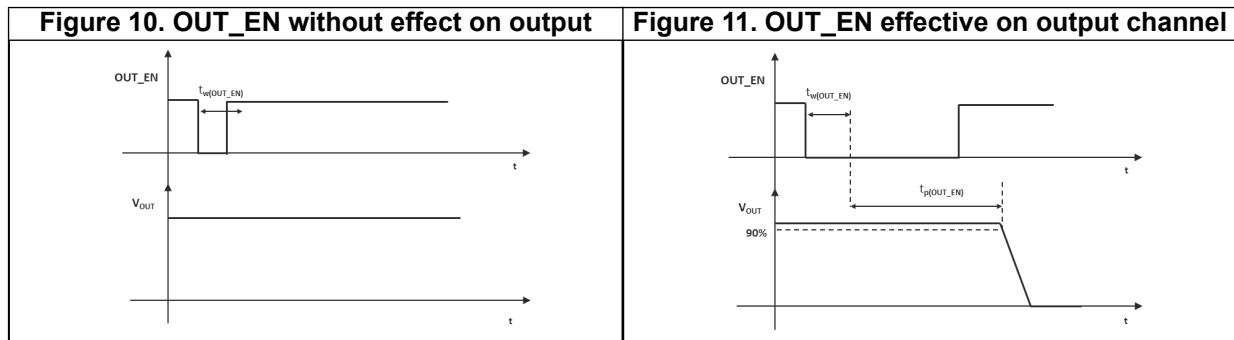 Figure 10. OUT_EN without effect on output
OUT_EN
tw(OUT_EN)
t
VOUT
t
Figure 11. OUT_EN effective on output channel
OUT_EN
tw(OUT_EN)
t
tp(OUT_EN)
VOUT
90%
t